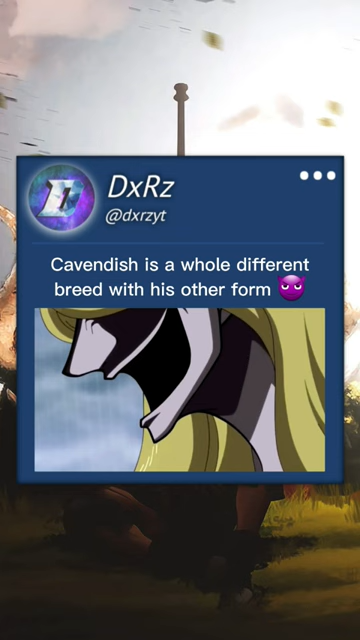 DxRz
@dxrzyt
Cavendish is a whole different
breed with his other form 😈